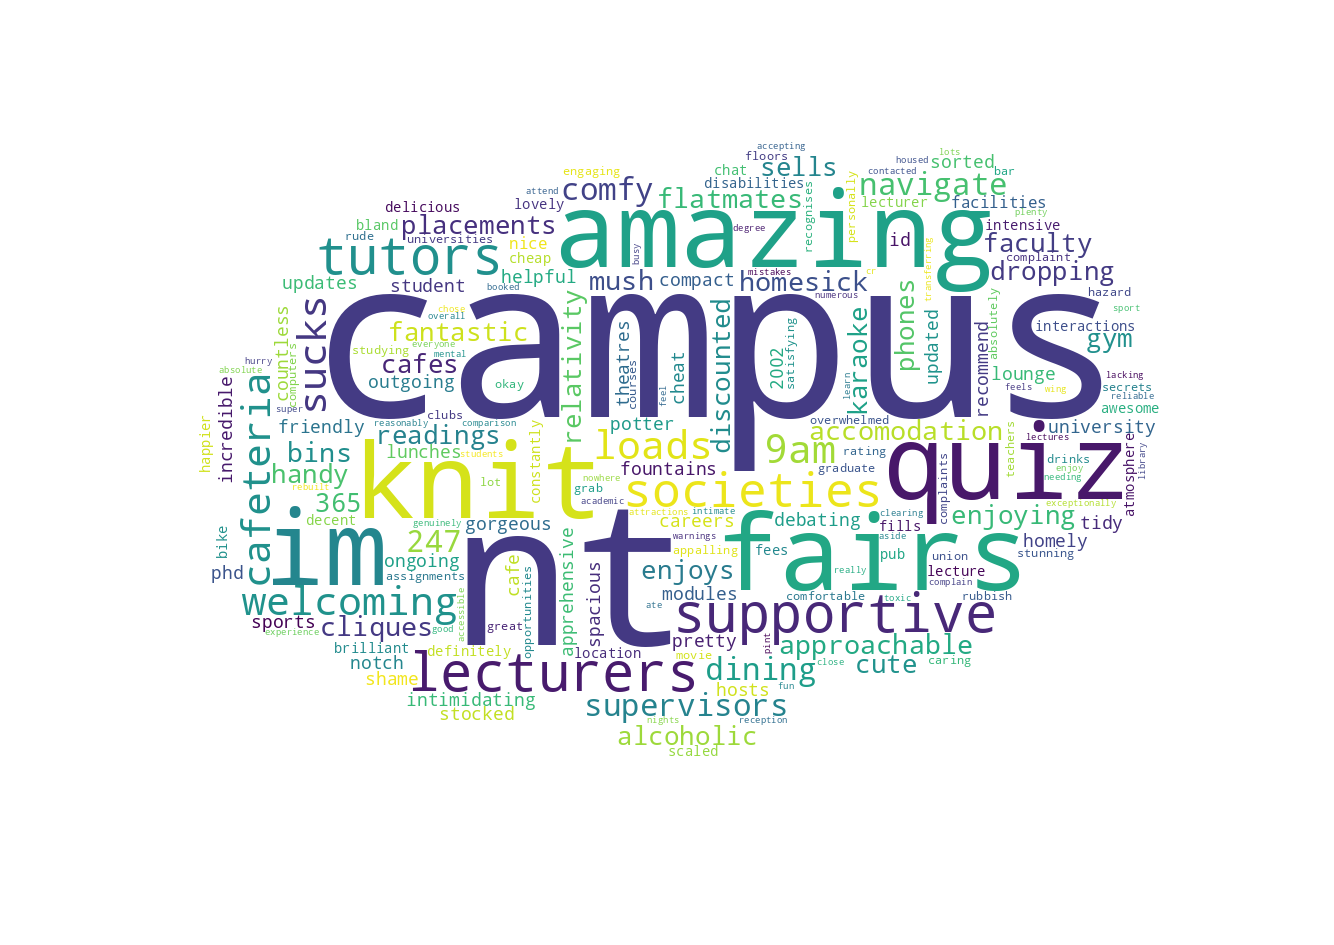 accepting
floors
lots
engaging
chat
sells
housed
contacted
sorted
bar
attend
comfy
disabilities
flatmates
recognises
personally
navigate
lovely
lecturer
facilities
delicious
plenty
bland
placements
degree
amazing
id
intensive
rude
universities
nice
busy
faculty
complaint
tutors
cheap
mistakes
cr
transferring
dropping
updates
student
helpful
booked
mush
compact
homesick
numerous
hazard
sport
campus
chose
overall
fantastic
everyone
mental
studying
cafes
outgoing
okay
relativity
theatres
courses
feel
cheat
discounted
2002
satisfying
learn
karaoke
phones
updated
recommend
absolutely
interactions
gym
lounge
feels
wing
lacking
secrets
reliable
awesome
sucks
countless
computers
hurry
absolute
super
reasonably
clubs
comparison
incredible
happier
cafeteria
friendly
readings
lunches
potter
overwhelmed
accomodation
university
lectures
teachers
bins
knit
students
constantly
loads
fountains
nowhere
9am
rating
graduate
quiz
complaints
drinks
enjoy
needing
atmosphere
library
handy
rebuilt
365
decent
lot
grab
academic
societies
attractions
intimate
clearing
exceptionally
genuinely
gorgeous
careers
warnings
debating
fills
aside
enjoying
tidy
bike
im
247
nt
fairs
homely
stunning
phd
ongoing
assignments
cafe
opportunities
apprehensive
appalling
fees
pub
union
lecture
complain
really
enjoys
modules
comfortable
toxic
rubbish
welcoming
accessible
spacious
ate
supportive
sports
experience
cliques
good
great
location
pretty
pint
approachable
brilliant
notch
definitely
lecturers
movie
dining
close
cute
caring
shame
intimidating
stocked
supervisors
hosts
fun
nights
reception
alcoholic
scaled